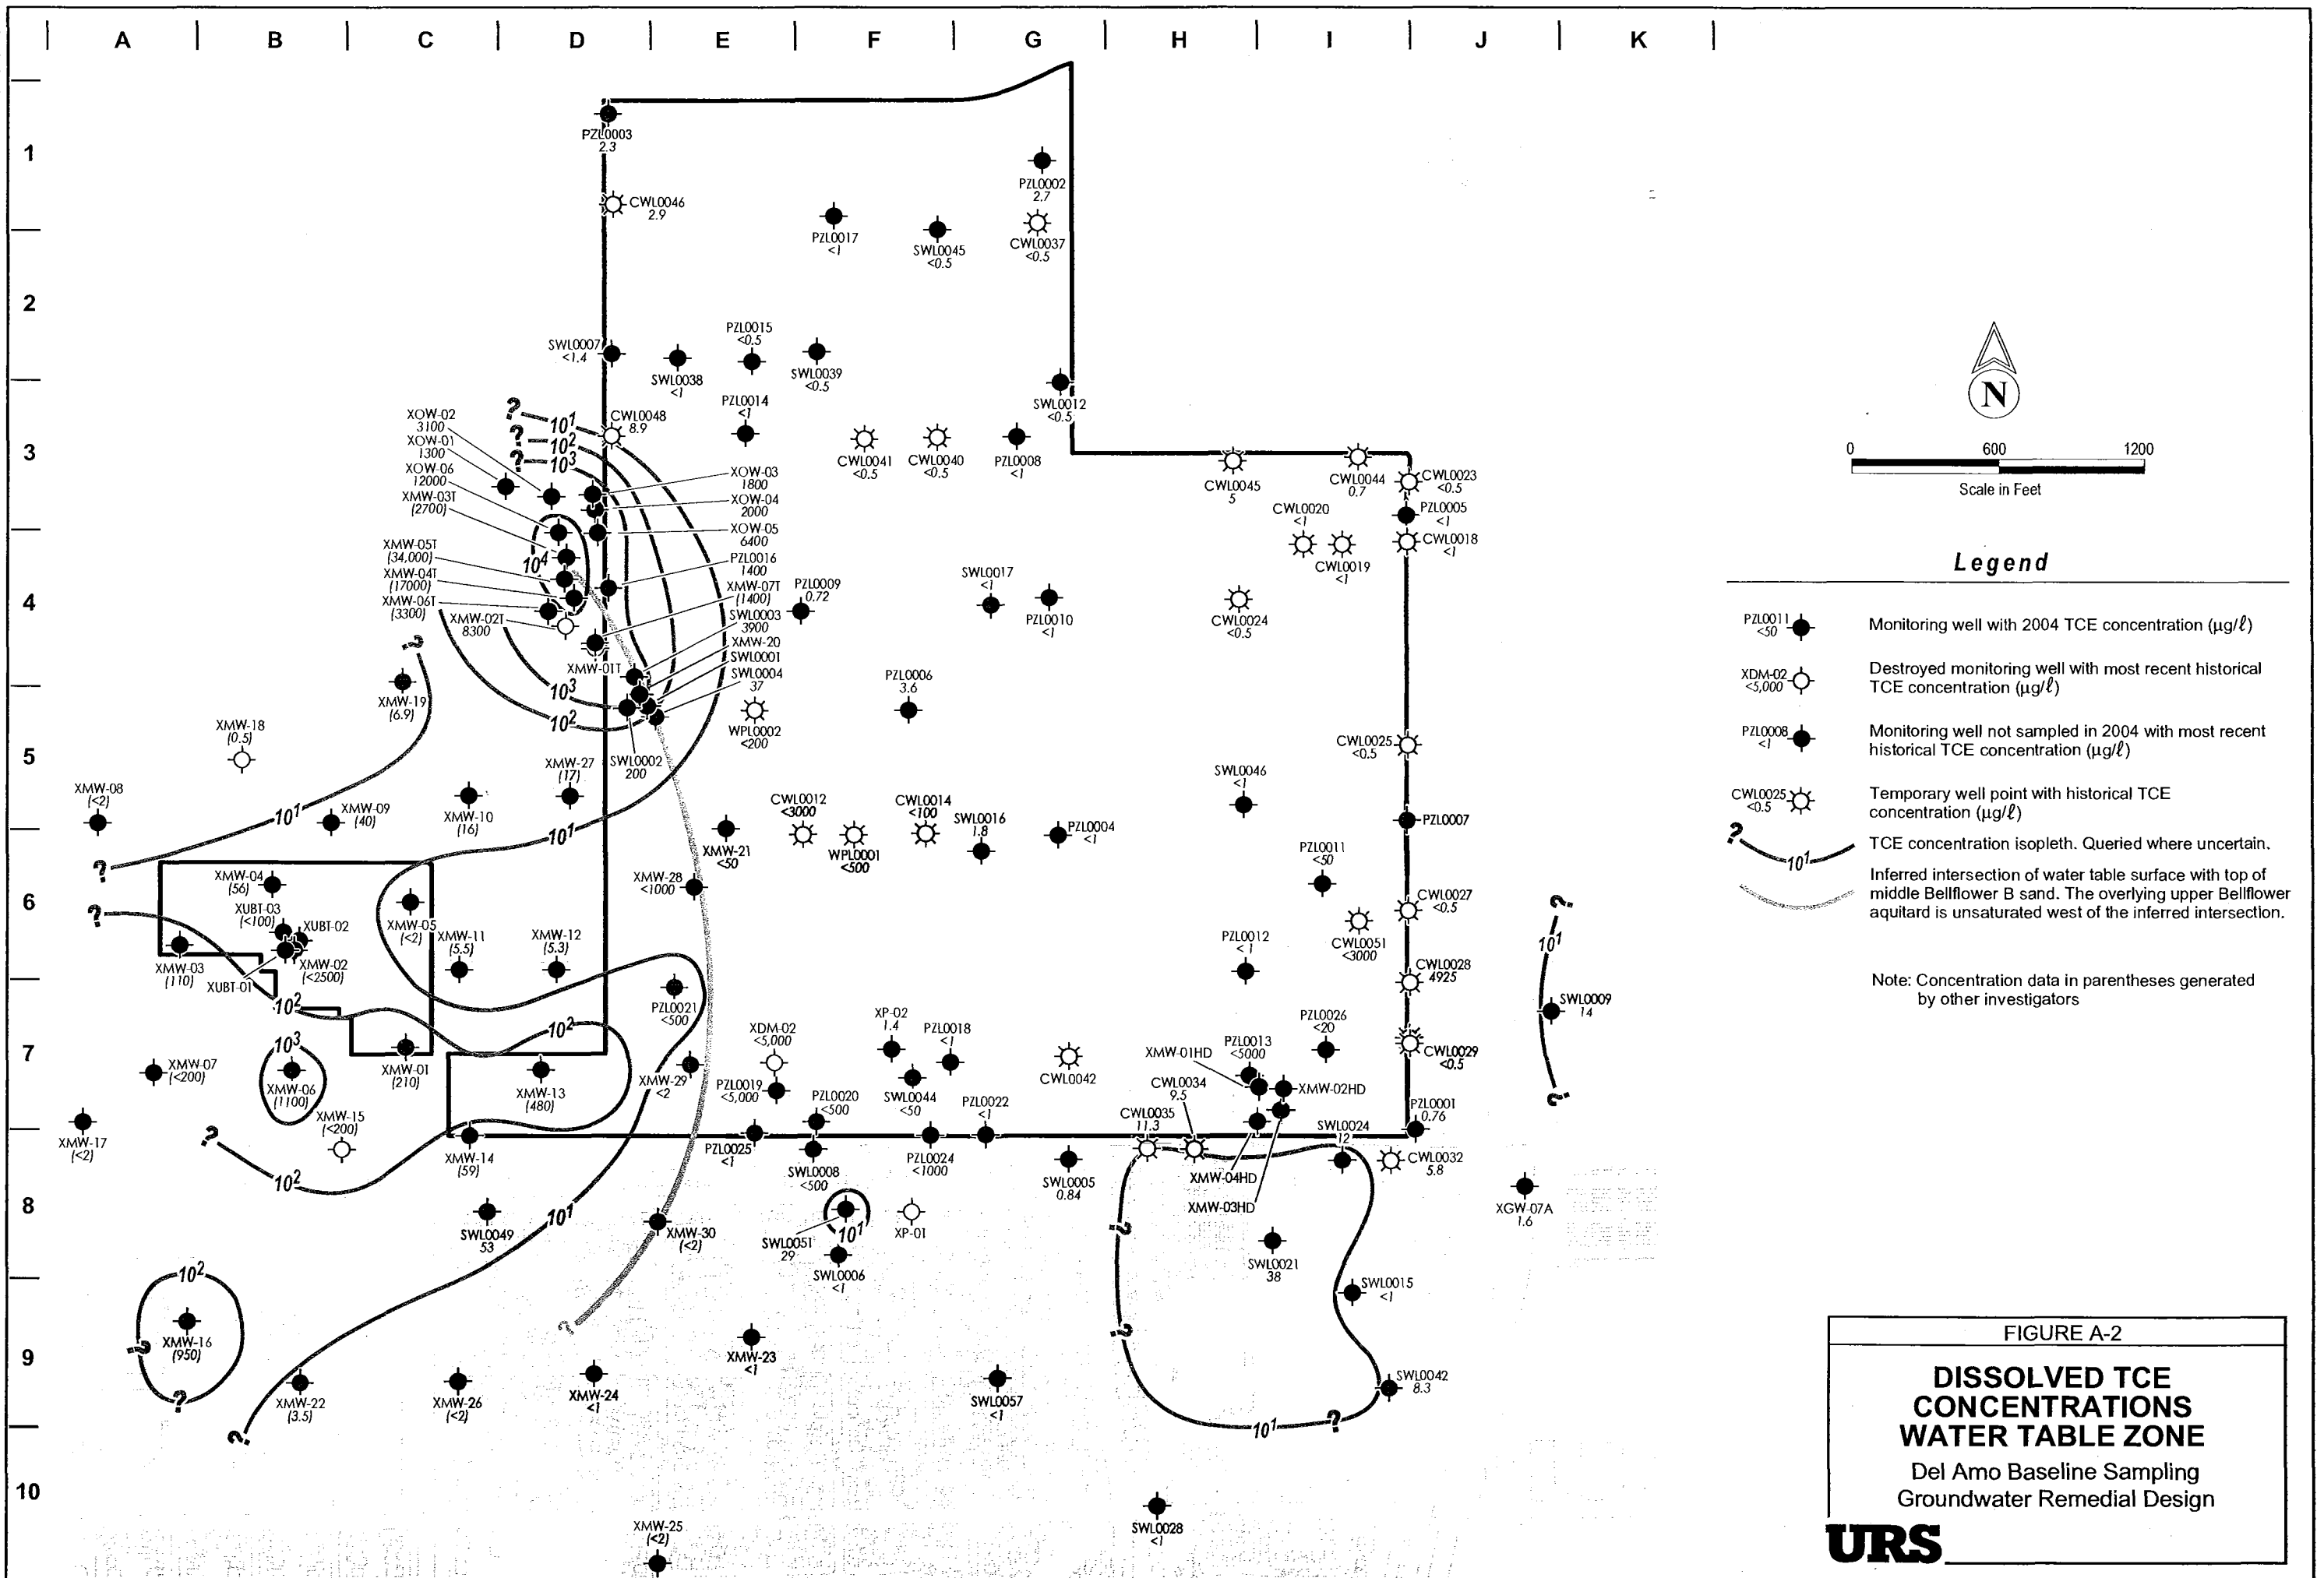 A B C D E F G H I J K
1
2
3
4
5
6
7
8
9
10
PZL0003
2.3
CWL0046
2.9
PZL0002
2.7
PZL0017
<1
SWL0045
<0.5
CWL0037
<0.5
SWL0007
<1.4
SWL0038
<1
PZL0015
<0.5
SWL0039
<0.5
SWL0012
<0.5
PZL0014
<1
CWL0048
8.9
CWL0041
<0.5
CWL0040
<0.5
PZL0008
<1
CWL0045
5
CWL0044
0.7
CWL0023
<0.5
PZL0005
<1
CWL0018
<1
CWL0020
<1
CWL0019
<1
CWL0024
<0.5
XOW-02
3100
XOW-01
1300
XOW-06
12000
XMW-03T
(2700)
XMW-05T
(34,000)
XMW-04T
(17000)
XMW-06T
(3300)
XMW-02T
8300
XMW-01T
XOW-03
1800
XOW-04
2000
XOW-05
6400
PZL0016
1400
XMW-07T
(1400)
SWL0003
3900
XMW-20
SWL0001
SWL0004
37
SWL0002
200
? 10¹
? 10²
? 10³
10⁴
10³
10²
10¹
PZL0009
0.72
SWL0017
<1
PZL0010
<1
PZL0006
3.6
WPL0002
<200
?
XMW-19
(6.9)
XMW-18
(0.5)
XMW-08
(<2)
XMW-09
(40)
XMW-10
(16)
XMW-27
(17)
10¹
?
CWL0012
<3000
WPL0001
<500
CWL0014
<100
SWL0016
1.8
PZL0004
<1
SWL0046
<1
CWL0025
<0.5
PZL0007
XMW-21
<50
XMW-28
<1000
XMW-04
(56)
XUBT-03
(<100)
XUBT-02
XMW-02
(<2500)
XUBT-01
XMW-03
(110)
?
10²
XMW-05
(<2)
XMW-11
(5.5)
XMW-12
(5.3)
PZL0021
<500
PZL0011
<50
CWL0027
<0.5
CWL0051
<3000
PZL0012
<1
CWL0028
4925
?
10¹
?
SWL0009
14
XMW-07
(<200)
10³
XMW-06
(1100)
XMW-15
(<200)
XMW-17
(<2)
XMW-01
(210)
10²
XMW-13
(480)
XMW-14
(59)
?
10²
XMW-29
<2
XDM-02
<5,000
PZL0019
<5,000
PZL0020
<500
PZL0025
<1
SWL0008
<500
XP-02
1.4
PZL0018
<1
SWL0044
<50
PZL0022
<1
PZL0024
<1000
CWL0042
XMW-01HD
PZL0013
<5000
PZL0026
<20
CWL0029
<0.5
XMW-02HD
CWL0034
9.5
CWL0035
11.3
SWL0024
12
PZL0001
0.76
CWL0032
5.8
XMW-04HD
XMW-03HD
SWL0005
0.84
XGW-07A
1.6
SWL0049
53
10¹
XMW-30
(<2)
SWL0051
29
10¹
XP-01
SWL0006
<1
SWL0021
38
SWL0015
<1
?
?
10²
XMW-16
(950)
?
?
?
?
XMW-22
(3.5)
XMW-26
(<2)
XMW-24
<1
XMW-23
<1
SWL0057
<1
SWL0042
8.3
10¹
?
SWL0028
<1
XMW-25
(<2)
N
0 600 1200
Scale in Feet
Legend
PZL0011
<50
Monitoring well with 2004 TCE concentration (µg/ℓ)
XDM-02
<5,000
Destroyed monitoring well with most recent historical
TCE concentration (µg/ℓ)
PZL0008
<1
Monitoring well not sampled in 2004 with most recent
historical TCE concentration (µg/ℓ)
CWL0025
<0.5
Temporary well point with historical TCE
concentration (µg/ℓ)
? 10¹
TCE concentration isopleth. Queried where uncertain.
Inferred intersection of water table surface with top of
middle Bellflower B sand. The overlying upper Bellflower
aquitard is unsaturated west of the inferred intersection.
Note: Concentration data in parentheses generated
by other investigators
FIGURE A-2
DISSOLVED TCE
CONCENTRATIONS
WATER TABLE ZONE
Del Amo Baseline Sampling
Groundwater Remedial Design
URS